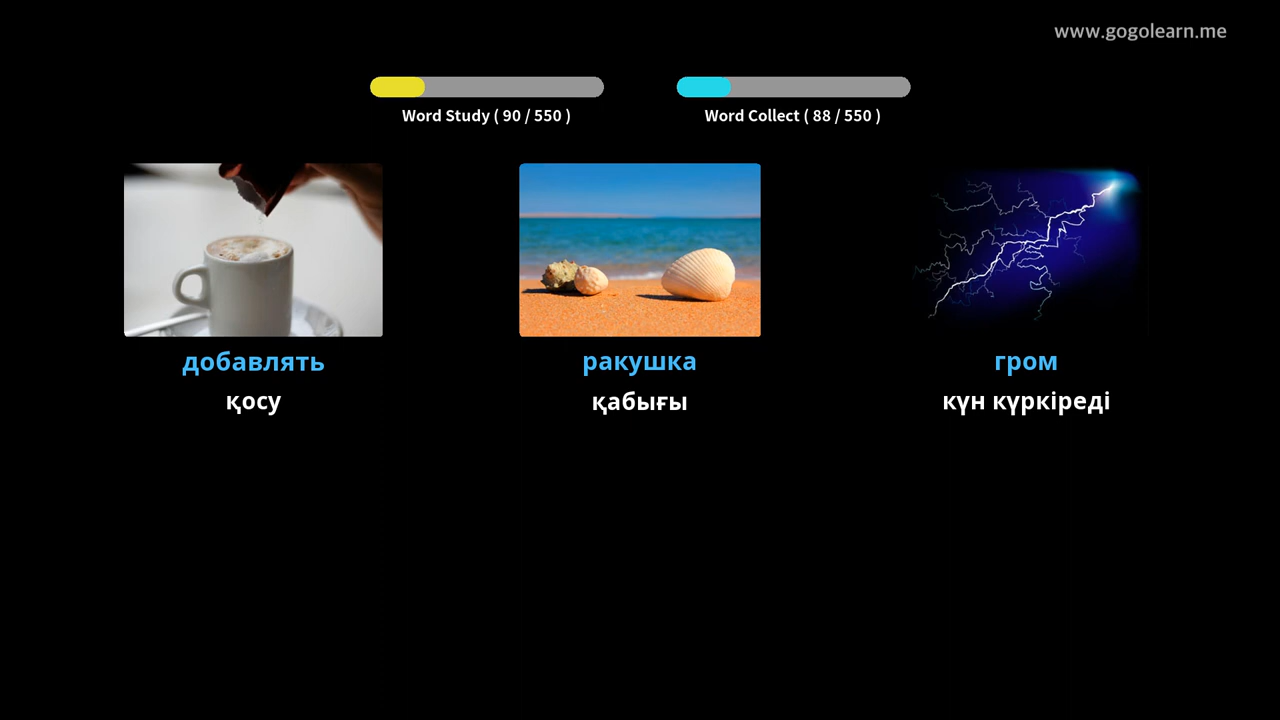 www.gogolearn.me
Word Study ( 90 / 550 )
Word Collect ( 88 / 550 )
добавлять
ракушка
гром
қосу
қабығы
күн күркіреді